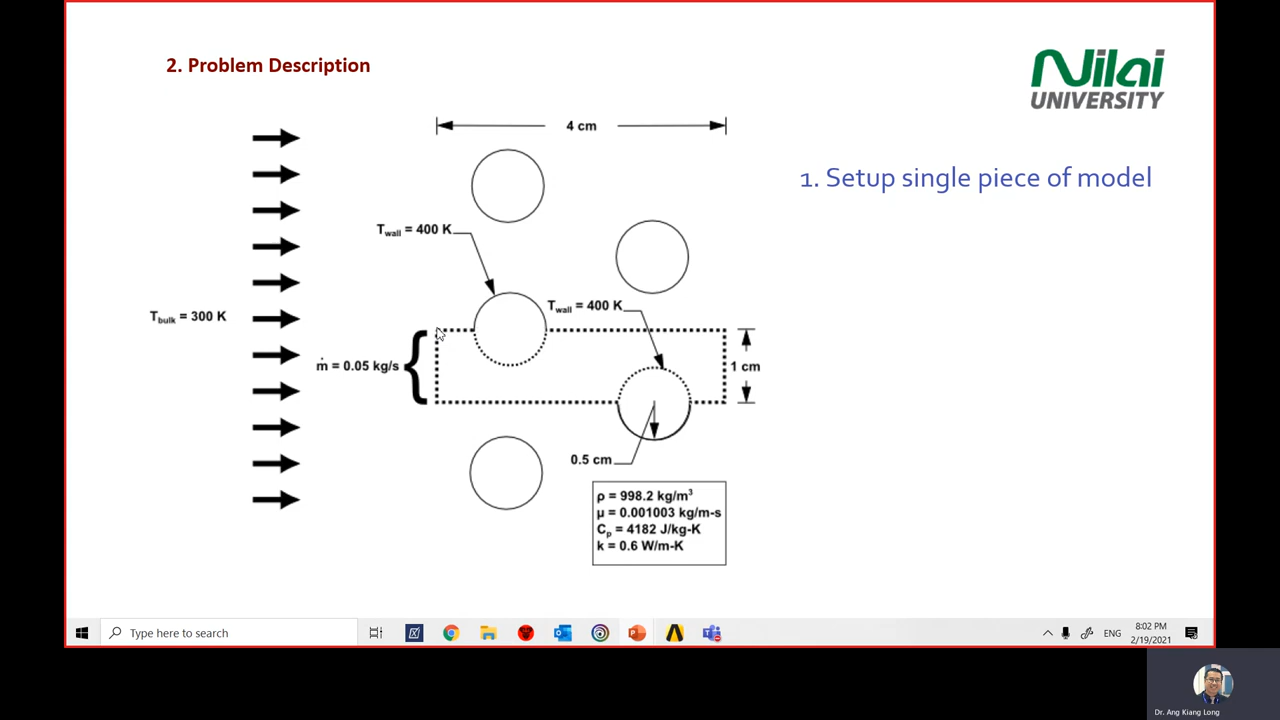 2. Problem Description
Nilai
UNIVERSITY
4 cm
1. Setup single piece of model
T_wall = 400 K
T_wall = 400 K
T_bulk = 300 K
ṁ = 0.05 kg/s
1 cm
0.5 cm
ρ = 998.2 kg/m³
μ = 0.001003 kg/m-s
C_p = 4182 J/kg-K
k = 0.6 W/m-K
Type here to search
ENG
8:02 PM
2/19/2021
Dr. Ang Kiang Long